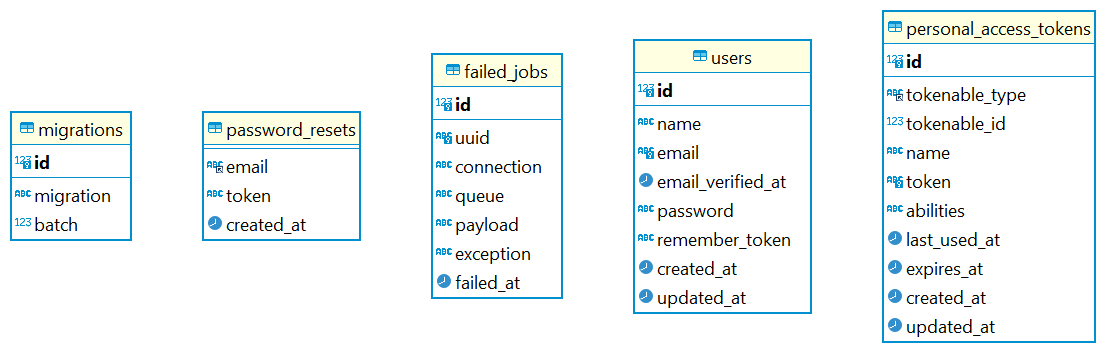 migrations
123 id
ABC migration
123 batch
password_resets
ABC email
ABC token
created_at
failed_jobs
123 id
ABC uuid
ABC connection
ABC queue
ABC payload
ABC exception
failed_at
users
123 id
ABC name
ABC email
email_verified_at
ABC password
ABC remember_token
created_at
updated_at
personal_access_tokens
123 id
ABC tokenable_type
123 tokenable_id
ABC name
ABC token
ABC abilities
last_used_at
expires_at
created_at
updated_at